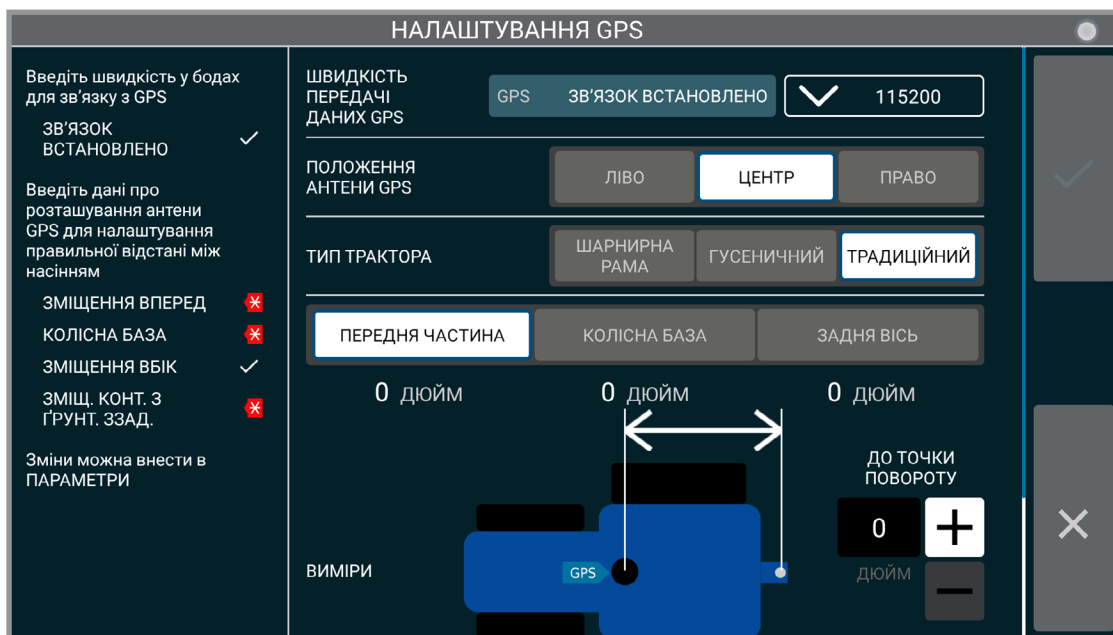 НАЛАШТУВАННЯ GPS
Введіть швидкість у бодах
для зв'язку з GPS
ЗВ'ЯЗОК
ВСТАНОВЛЕНО
Введіть дані про
розташування антени
GPS для налаштування
правильної відстані між
насінням
ЗМІЩЕННЯ ВПЕРЕД
КОЛІСНА БАЗА
ЗМІЩЕННЯ ВБІК
ЗМІЩ. КОНТ. З
ҐРУНТ. ЗЗАД.
Зміни можна внести в
ПАРАМЕТРИ
ШВИДКІСТЬ
ПЕРЕДАЧІ
ДАНИХ GPS
GPS ЗВ'ЯЗОК ВСТАНОВЛЕНО 115200
ПОЛОЖЕННЯ
АНТЕНИ GPS
ЛІВО ЦЕНТР ПРАВО
ТИП ТРАКТОРА
ШАРНИРНА
РАМА
ГУСЕНИЧНИЙ ТРАДИЦІЙНИЙ
ПЕРЕДНЯ ЧАСТИНА КОЛІСНА БАЗА ЗАДНЯ ВІСЬ
0 ДЮЙМ 0 ДЮЙМ 0 ДЮЙМ
ДО ТОЧКИ
ПОВОРОТУ
0
ДЮЙМ
ВИМІРИ
GPS